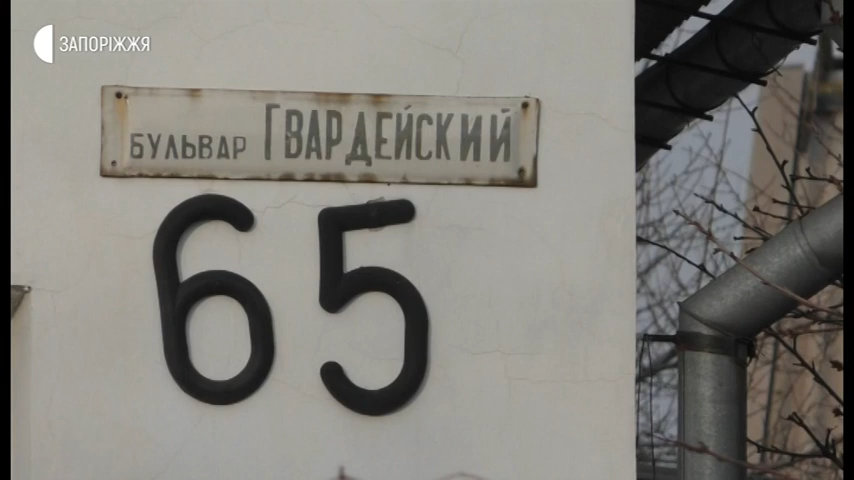 ЗАПОРІЖЖЯ
БУЛЬВАР ГВАРДЕЙСКИЙ
65